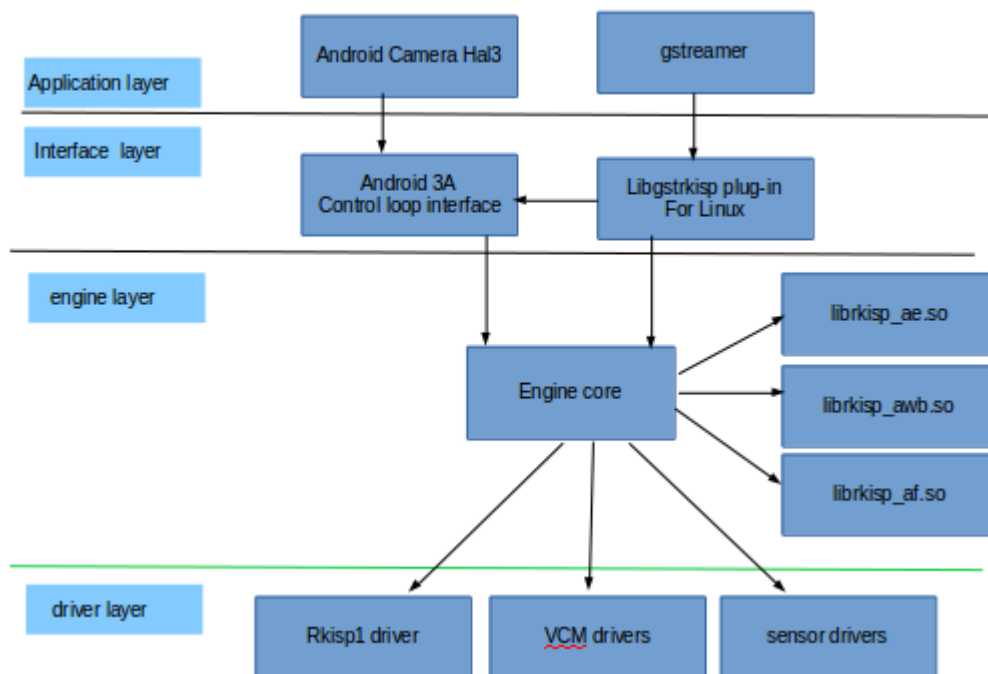 Android Camera Hal3
gstreamer
Application layer
Interface layer
Android 3A
Control loop interface
Libgstrkisp plug-in
For Linux
engine layer
librkisp_ae.so
Engine core
librkisp_awb.so
librkisp_af.so
driver layer
Rkisp1 driver
VCM drivers
sensor drivers